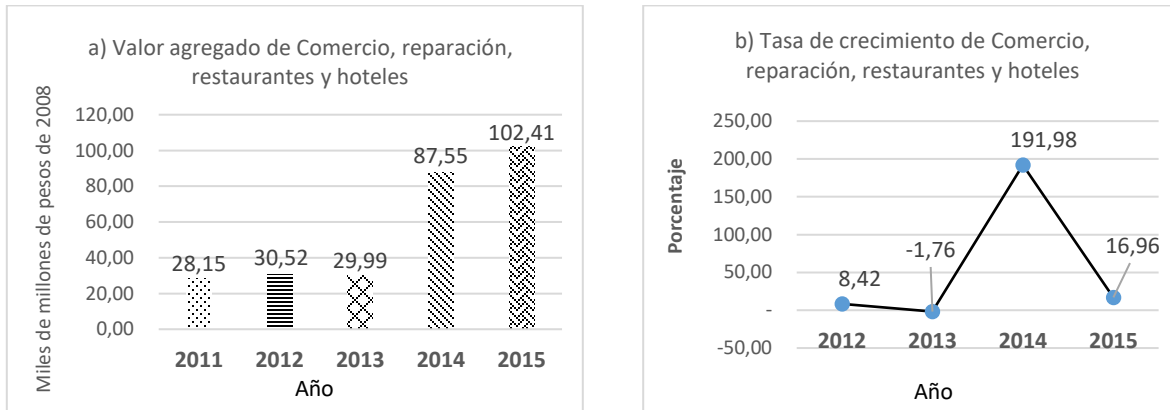 a) Valor agregado de Comercio, reparación,
restaurantes y hoteles
Miles de millones de pesos de 2008
120,00
100,00
80,00
60,00
40,00
20,00
0,00
28,15
30,52
29,99
87,55
102,41
2011 2012 2013 2014 2015
Año
b) Tasa de crecimiento de Comercio,
reparación, restaurantes y hoteles
Porcentaje
250,00
200,00
150,00
100,00
50,00
-
-50,00
8,42
-1,76
191,98
16,96
2012 2013 2014 2015
Año